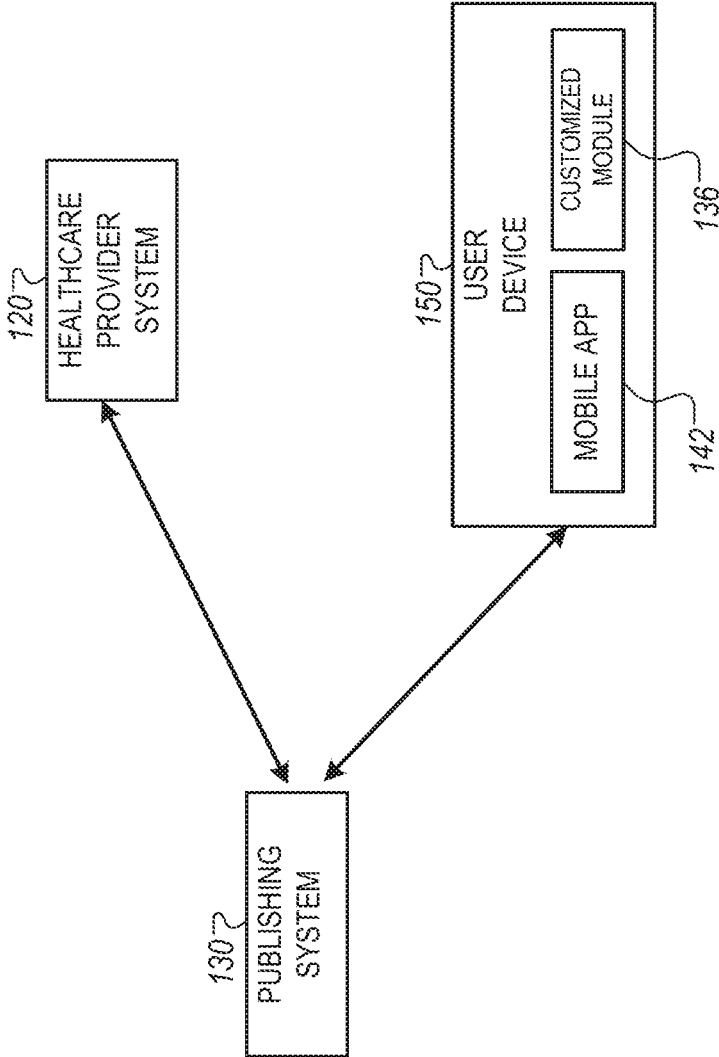 120
HEALTHCARE
PROVIDER
SYSTEM
130
PUBLISHING
SYSTEM
150
USER
DEVICE
MOBILE APP
CUSTOMIZED
MODULE
142
136